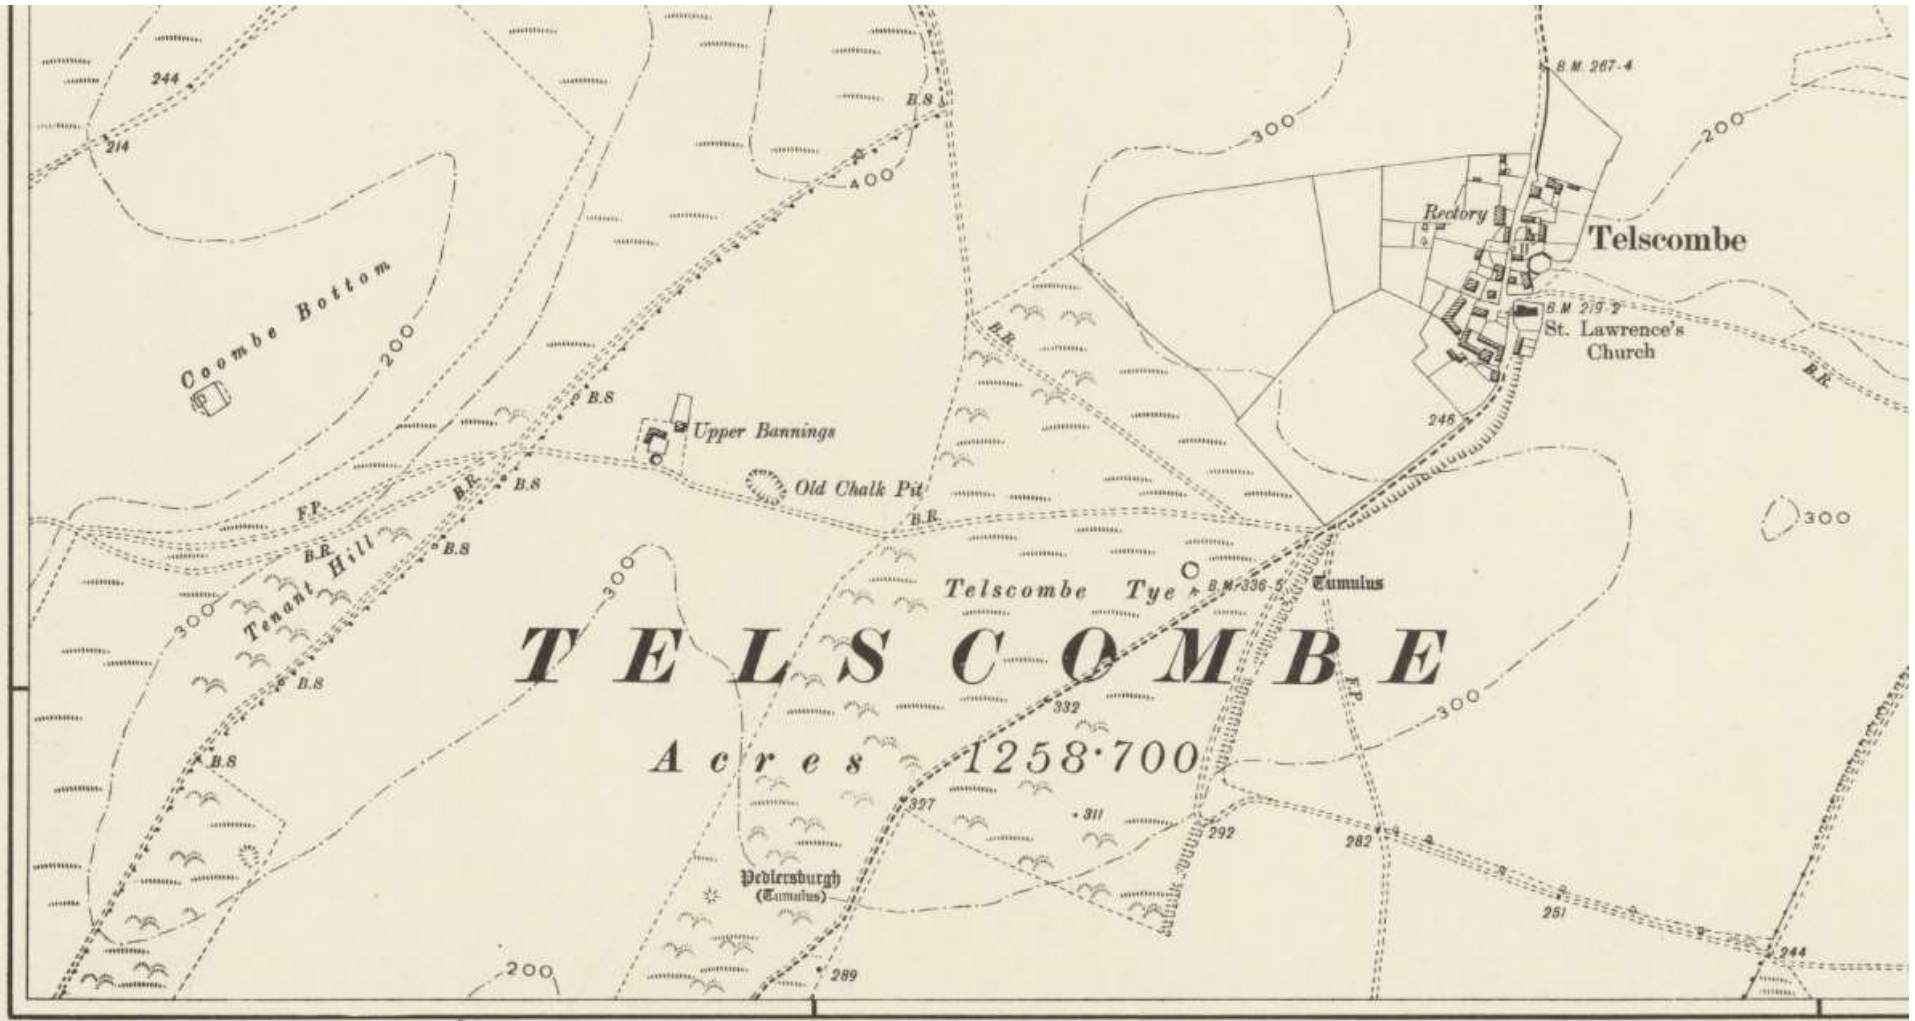 244
B.S
B.M. 267·4
214
300
200
400
Rectory
Telscombe
Coombe Bottom
200
B.R.
B.M. 219·2
St. Lawrence's
Church
B.R.
B.S
246
Upper Bannings
B.R.
B.S
Old Chalk Pit
F.P.
B.R.
300
B.R.
B.S
Tenant Hill
300
300
Telscombe Tye
B.M. 336·5
Tumulus
TELSCOMBE
B.S
F.P.
332
300
B.S
Acres 1258·700
327
311
292
282
Pedlersburgh
(Tumulus)
251
244
200
289